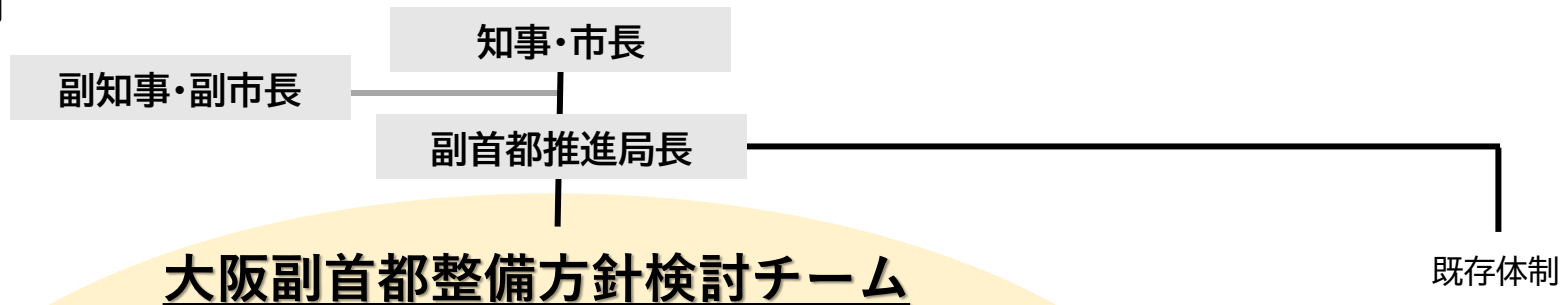 知事・市長
副知事・副市長
副首都推進局長
大阪副首都整備方針検討チーム
既存体制